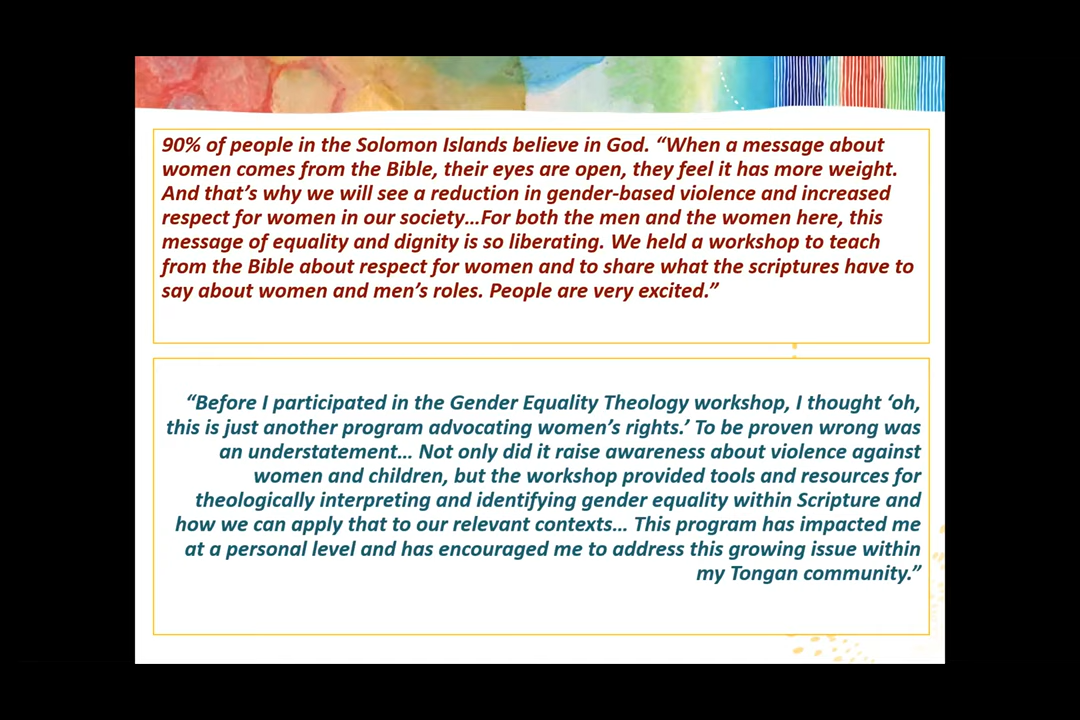 90% of people in the Solomon Islands believe in God. “When a message about
women comes from the Bible, their eyes are open, they feel it has more weight.
And that’s why we will see a reduction in gender-based violence and increased
respect for women in our society…For both the men and the women here, this
message of equality and dignity is so liberating. We held a workshop to teach
from the Bible about respect for women and to share what the scriptures have to
say about women and men’s roles. People are very excited.”
“Before I participated in the Gender Equality Theology workshop, I thought ‘oh,
this is just another program advocating women’s rights.’ To be proven wrong was
an understatement… Not only did it raise awareness about violence against
women and children, but the workshop provided tools and resources for
theologically interpreting and identifying gender equality within Scripture and
how we can apply that to our relevant contexts… This program has impacted me
at a personal level and has encouraged me to address this growing issue within
my Tongan community.”